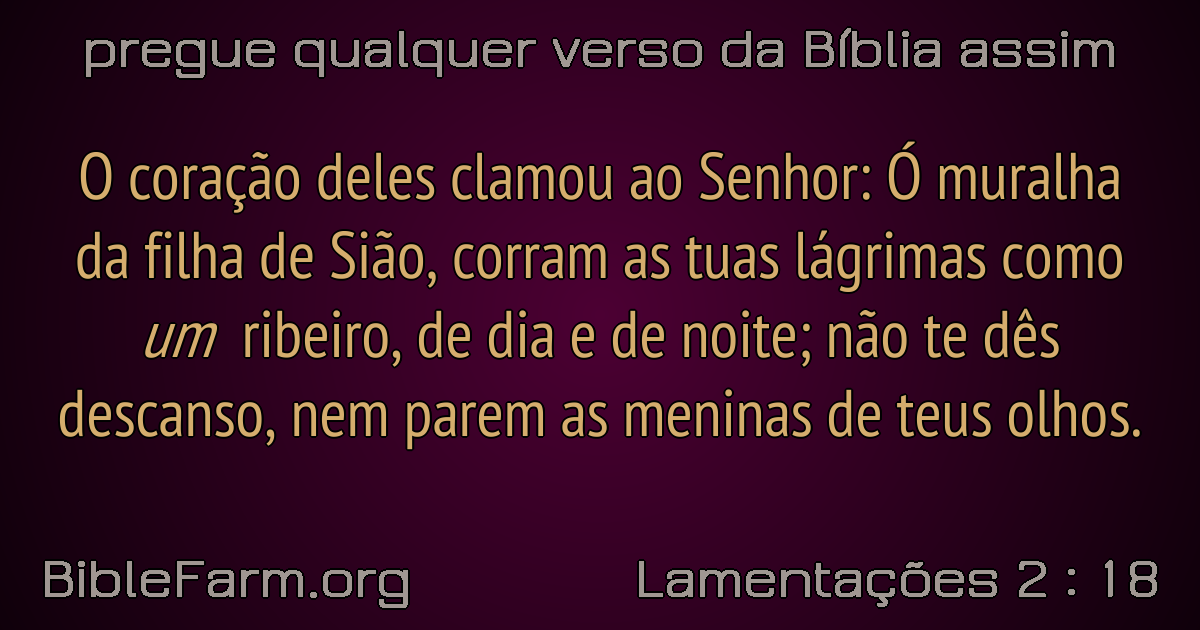 pregue qualquer verso da Bíblia assim
O coração deles clamou ao Senhor: Ó muralha
da filha de Sião, corram as tuas lágrimas como
um ribeiro, de dia e de noite; não te dês
descanso, nem parem as meninas de teus olhos.
BibleFarm.org
Lamentações 2 : 18